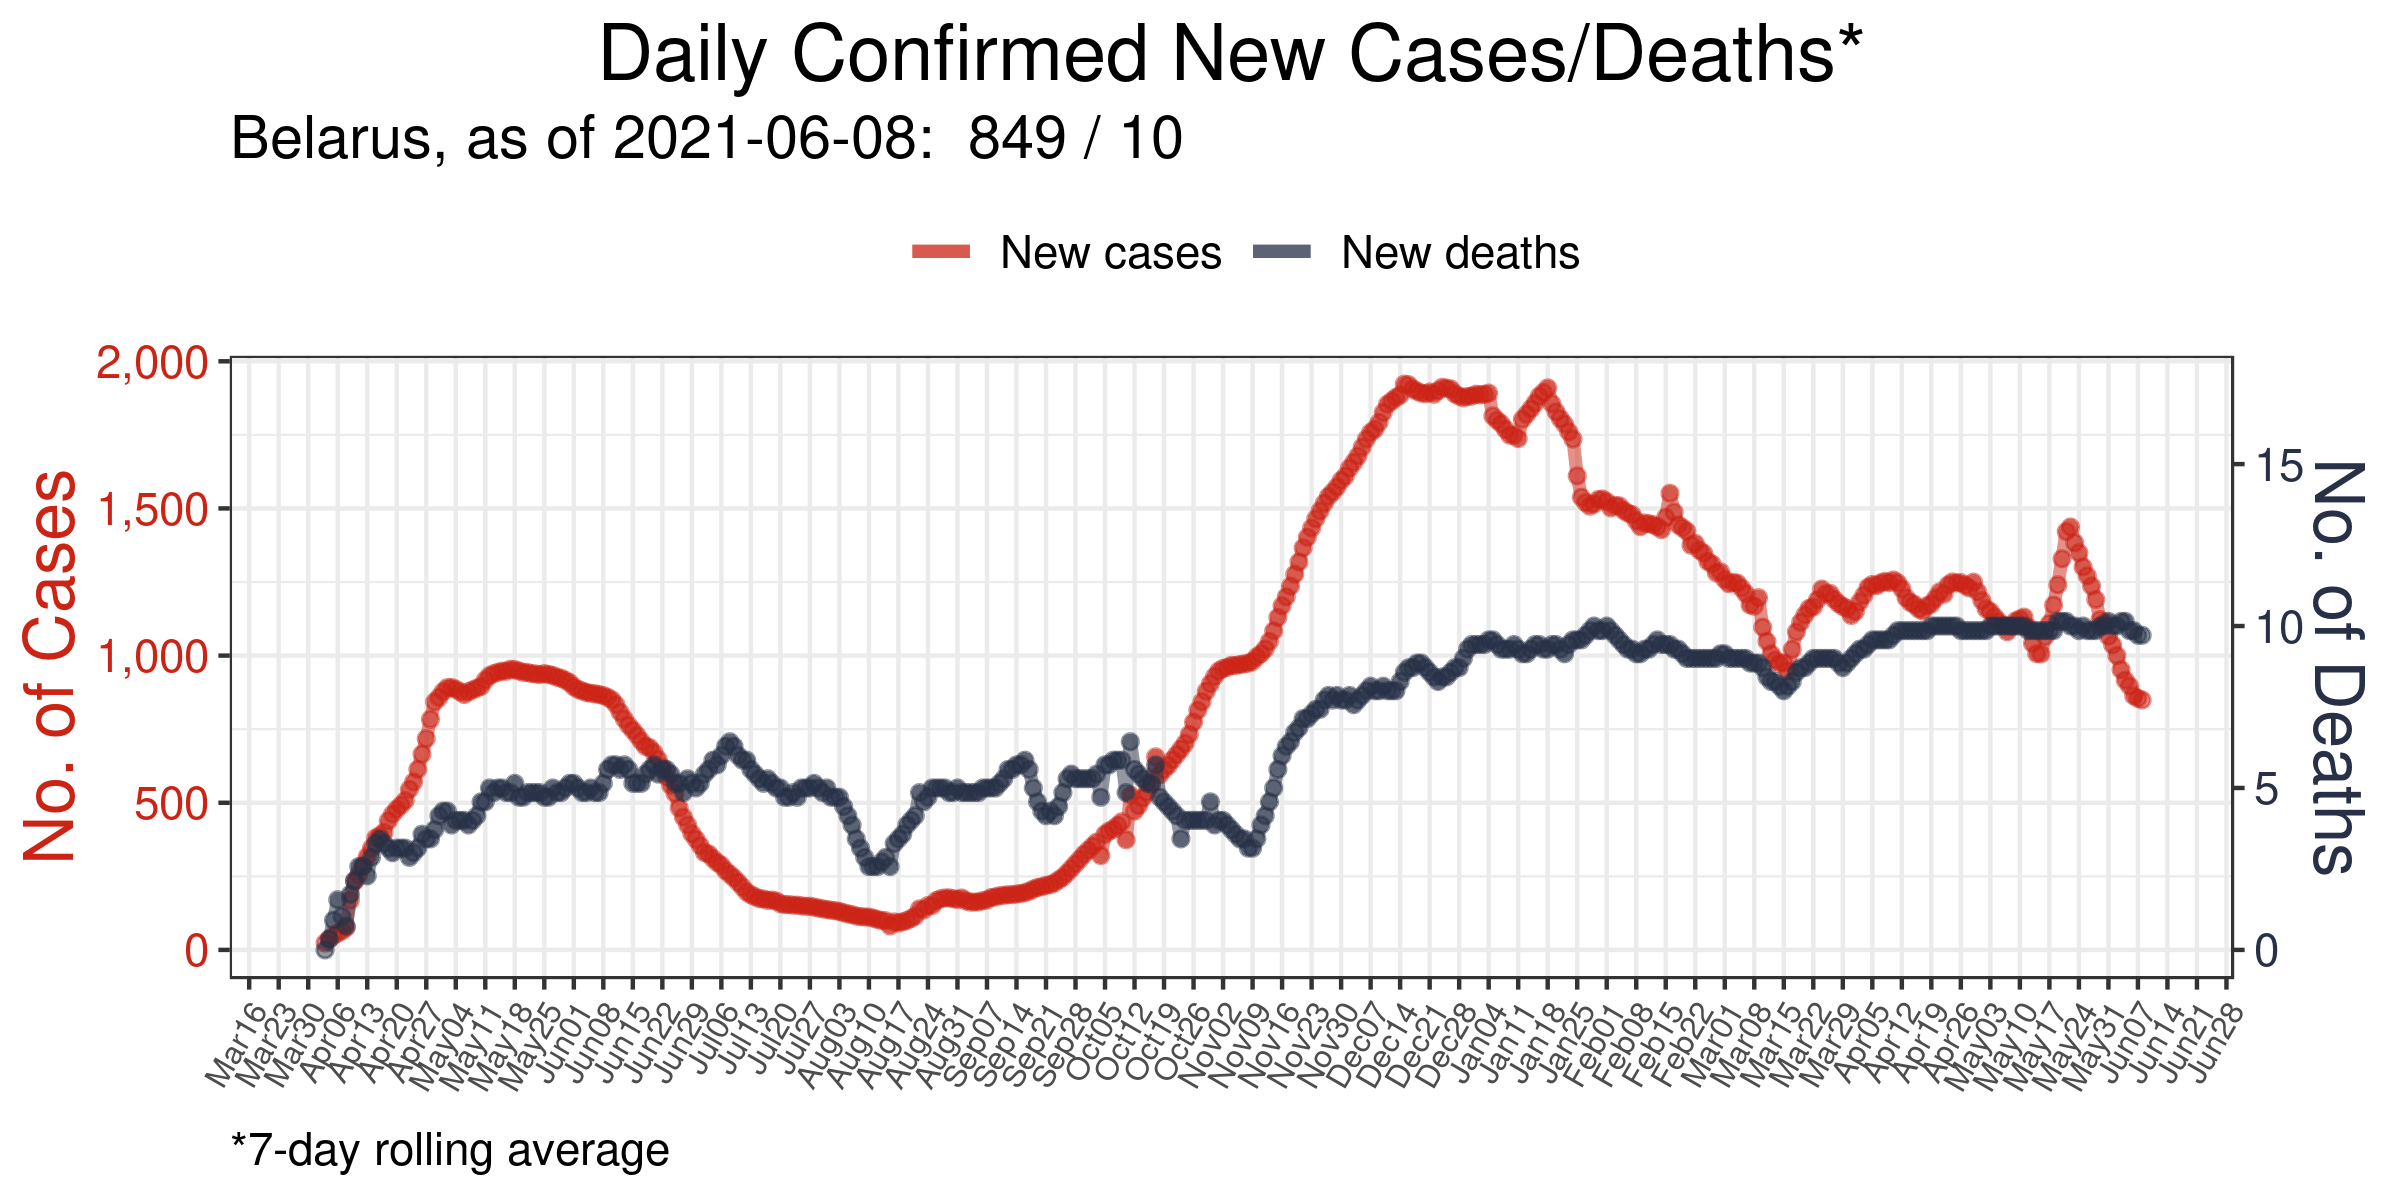 Daily Confirmed New Cases/Deaths*
Belarus, as of 2021-06-08:  849 / 10
New cases New deaths
No. of Cases
2,000
1,500
1,000
500
0
15
10
5
0
No. of Deaths
Mar16 Mar23 Mar30 Apr06 Apr13 Apr20 Apr27 May04 May11 May18 May25 Jun01 Jun08 Jun15 Jun22 Jun29 Jul06 Jul13 Jul20 Jul27 Aug03 Aug10 Aug17 Aug24 Aug31 Sep07 Sep14 Sep21 Sep28 Oct05 Oct12 Oct19 Oct26 Nov02 Nov09 Nov16 Nov23 Nov30 Dec07 Dec14 Dec21 Dec28 Jan04 Jan11 Jan18 Jan25 Feb01 Feb08 Feb15 Feb22 Mar01 Mar08 Mar15 Mar22 Mar29 Apr05 Apr12 Apr19 Apr26 May03 May10 May17 May24 May31 Jun07 Jun14 Jun21 Jun28
*7-day rolling average